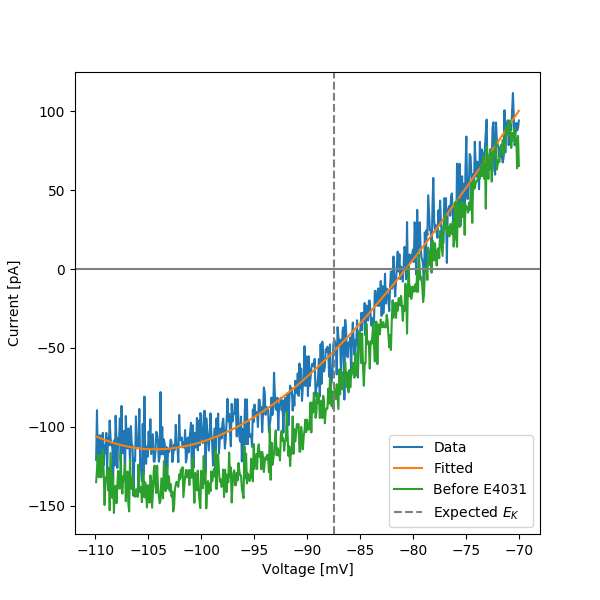 100
50
0
−50
−100
−150
Current [pA]
−110 −105 −100 −95 −90 −85 −80 −75 −70
Voltage [mV]
Data
Fitted
Before E4031
Expected E_K